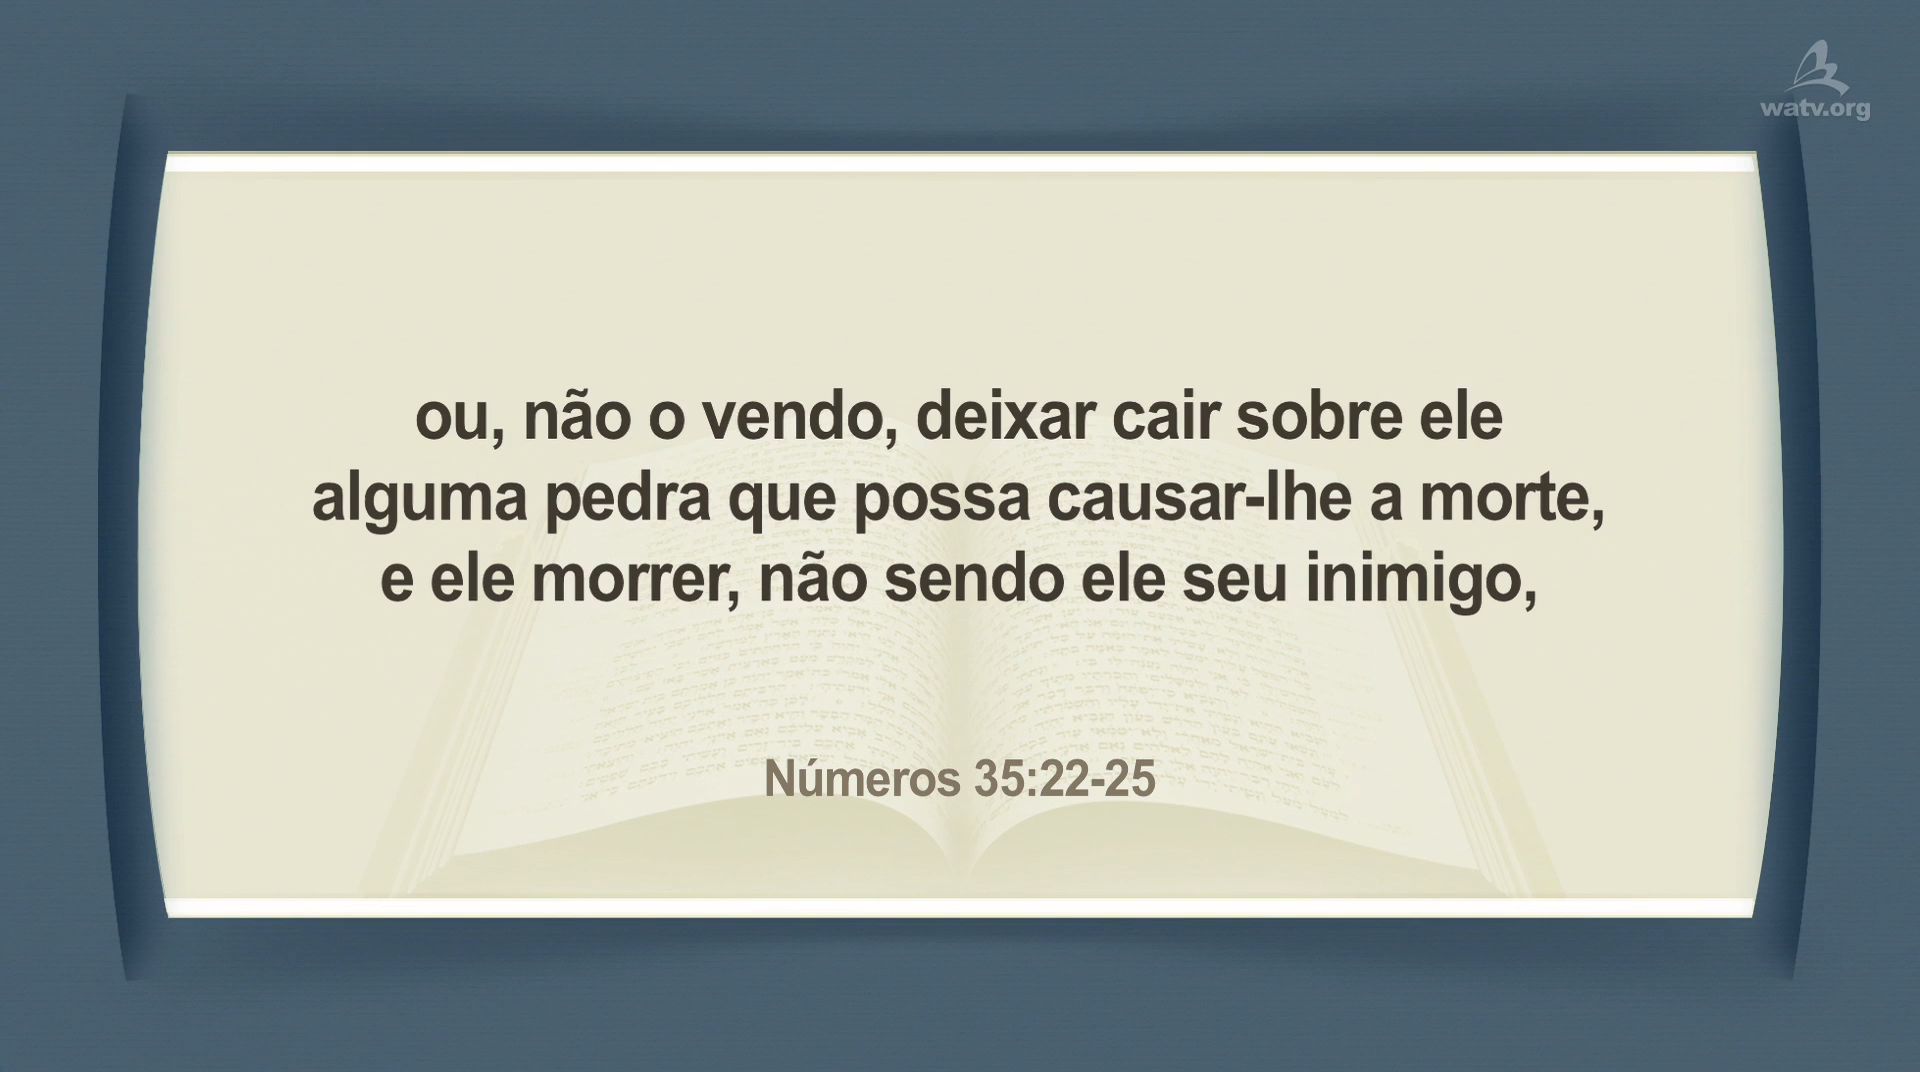 watv.org
ou, não o vendo, deixar cair sobre ele
alguma pedra que possa causar-lhe a morte,
e ele morrer, não sendo ele seu inimigo,
Números 35:22-25